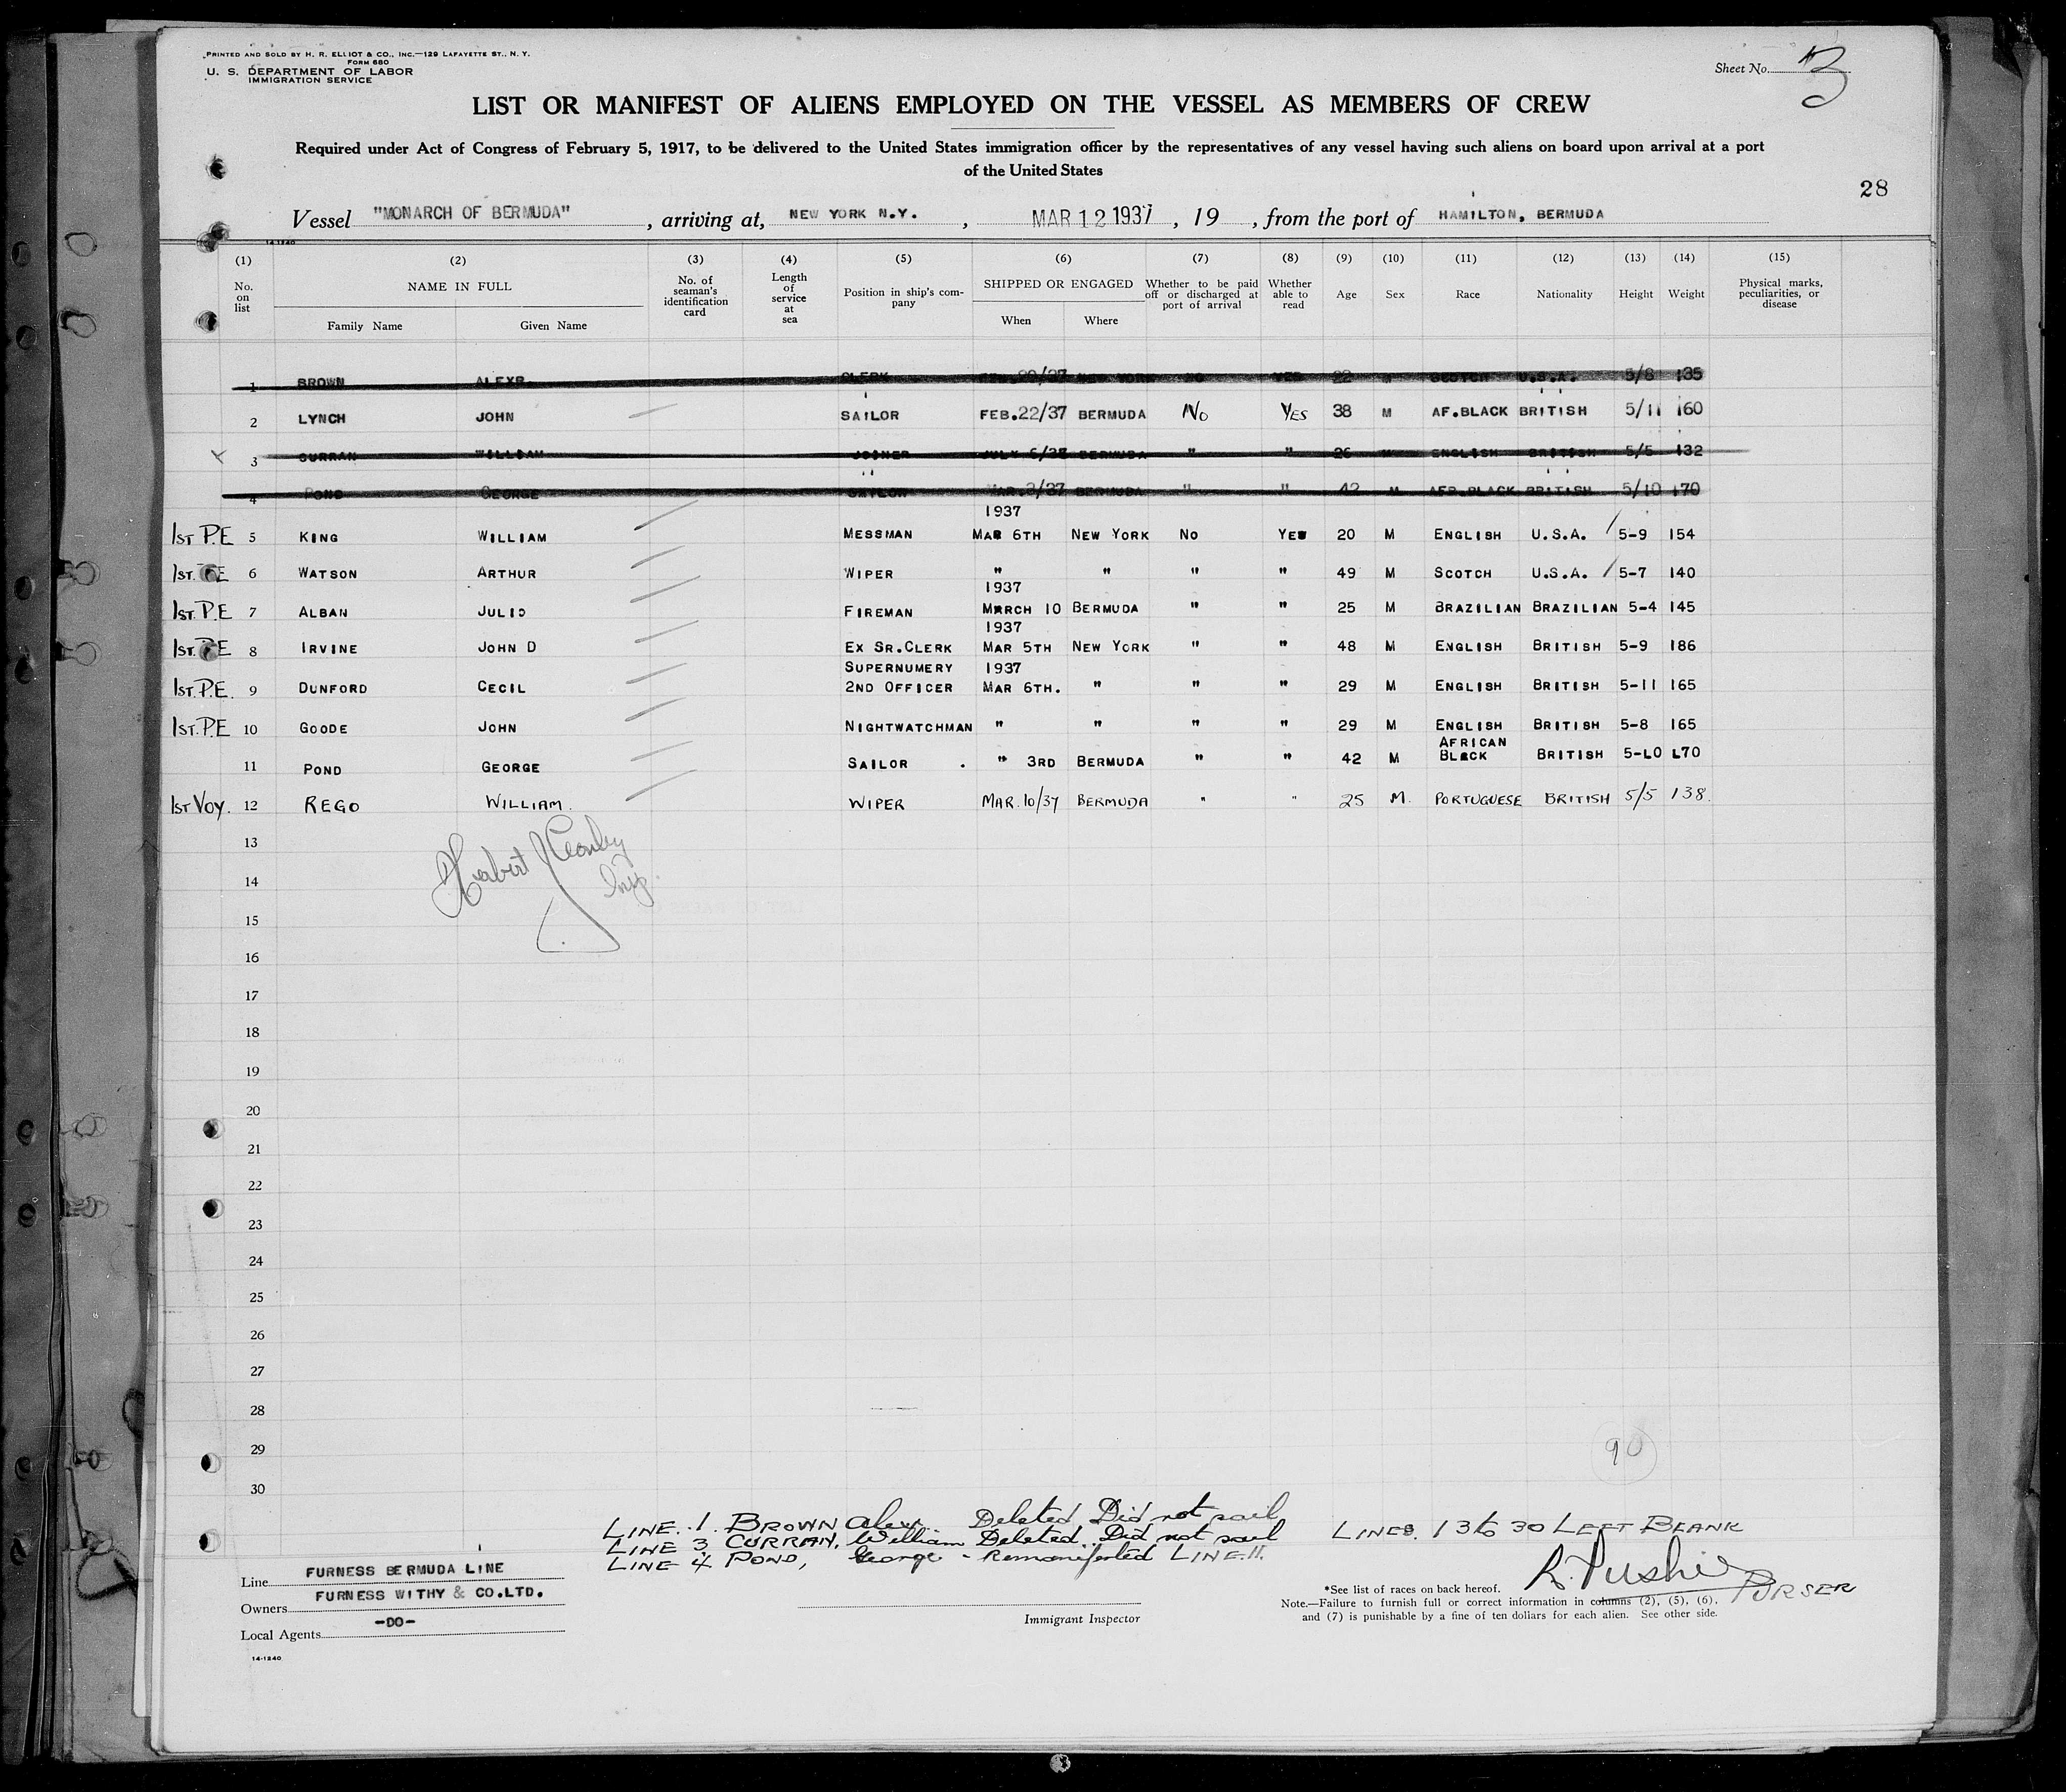 PRINTED AND SOLD BY H. R. ELLIOT & CO., INC.—129 LAFAYETTE ST., N. Y.
FORM 680
U. S. DEPARTMENT OF LABOR
IMMIGRATION SERVICE
Sheet No.
LIST OR MANIFEST OF ALIENS EMPLOYED ON THE VESSEL AS MEMBERS OF CREW
Required under Act of Congress of February 5, 1917, to be delivered to the United States immigration officer by the representatives of any vessel having such aliens on board upon arrival at a port
of the United States
28
Vessel "MONARCH OF BERMUDA", arriving at, NEW YORK N.Y., MAR 12 1937, 19 , from the port of HAMILTON, BERMUDA
14-1240
(1) (2) (3) (4) (5) (6) (7) (8) (9) (10) (11) (12) (13) (14) (15)
No. on list NAME IN FULL Family Name Given Name No. of seaman's identification card Length of service at sea Position in ship's company SHIPPED OR ENGAGED When Where Whether to be paid off or discharged at port of arrival Whether able to read Age Sex Race Nationality Height Weight Physical marks, peculiarities, or disease
1 BROWN ALEXR. CLERK FEB. /37 NEW YORK NO YES 22 M SCOTCH U.S.A. 5/8 135
2 LYNCH JOHN SAILOR FEB.22/37 BERMUDA No YES 38 M AF.BLACK BRITISH 5/11 160
3 CURRAN WILLIAM JOINER JULY 6/ BERMUDA " " 26 M ENGLISH BRITISH 5/5 132
4 POND GEORGE SAILOR MAR.3/37 BERMUDA " " 42 M AFR.BLACK BRITISH 5/10 170
1937
1ST P.E 5 KING WILLIAM MESSMAN MAR 6TH NEW YORK NO YES 20 M ENGLISH U.S.A. 5-9 154
1ST. P.E 6 WATSON ARTHUR WIPER " " " " 49 M SCOTCH U.S.A. 5-7 140
1937
1ST. P.E 7 ALBAN JULIO FIREMAN MARCH 10 BERMUDA " " 25 M BRAZILIAN BRAZILIAN 5-4 145
1937
1ST. P.E 8 IRVINE JOHN D EX SR.CLERK MAR 5TH NEW YORK " " 48 M ENGLISH BRITISH 5-9 186
SUPERNUMERY 1937
1ST. P.E. 9 DUNFORD CECIL 2ND OFFICER MAR 6TH. " " " 29 M ENGLISH BRITISH 5-11 165
1ST. P.E 10 GOODE JOHN NIGHTWATCHMAN " " " " 29 M ENGLISH BRITISH 5-8 165
AFRICAN
11 POND GEORGE SAILOR . " 3RD BERMUDA " " 42 M BLACK BRITISH 5-L0 L70
1ST VOY. 12 REGO WILLIAM. WIPER MAR.10/37 BERMUDA " " 25 M. PORTUGUESE BRITISH 5/5 138.
13
14
15
16
17
18
19
20
21
22
23
24
25
26
27
28
29
90
30
LINE. 1. BROWN Alexr. Deleted Did not sail
LINE 3. CURRAN, William Deleted. Did not sail
LINE 4 POND, George - Remanifested LINE.11.
LINES. 13 to 30 LEFT BLANK
PURSER
Line FURNESS BERMUDA LINE
Owners FURNESS WITHY & CO.LTD.
Local Agents -DO-
14-1240
Immigrant Inspector
*See list of races on back hereof.
Note.—Failure to furnish full or correct information in columns (2), (5), (6),
and (7) is punishable by a fine of ten dollars for each alien. See other side.